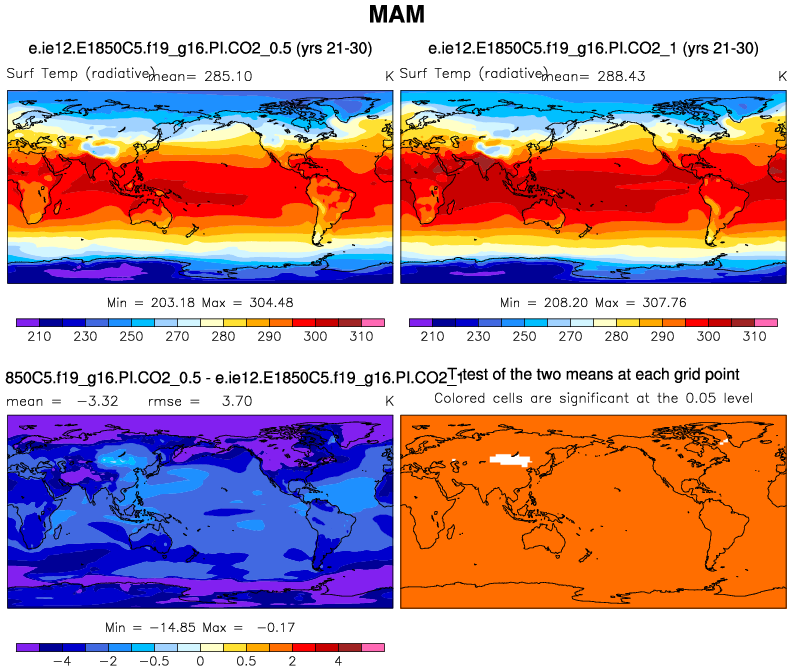 MAM
e.ie12.E1850C5.f19_g16.PI.CO2_0.5 (yrs 21-30)
e.ie12.E1850C5.f19_g16.PI.CO2_1 (yrs 21-30)
Surf Temp (radiative) mean= 285.10 K
Surf Temp (radiative) mean= 288.43 K
Min = 203.18 Max = 304.48
Min = 208.20 Max = 307.76
210 230 250 270 280 290 300 315
210 230 250 270 280 290 300 315
850C5.f19_g16.PI.CO2_0.5 - e.ie12.E1850C5.f19_g16.PI.CO2_1
T-test of the two means at each grid point
mean = −3.32 rmse = 3.70 K
Colored cells are significant at the 0.05 level
Min = −14.85 Max = −0.17
−4 −2 −0.5 0 0.5 2 4